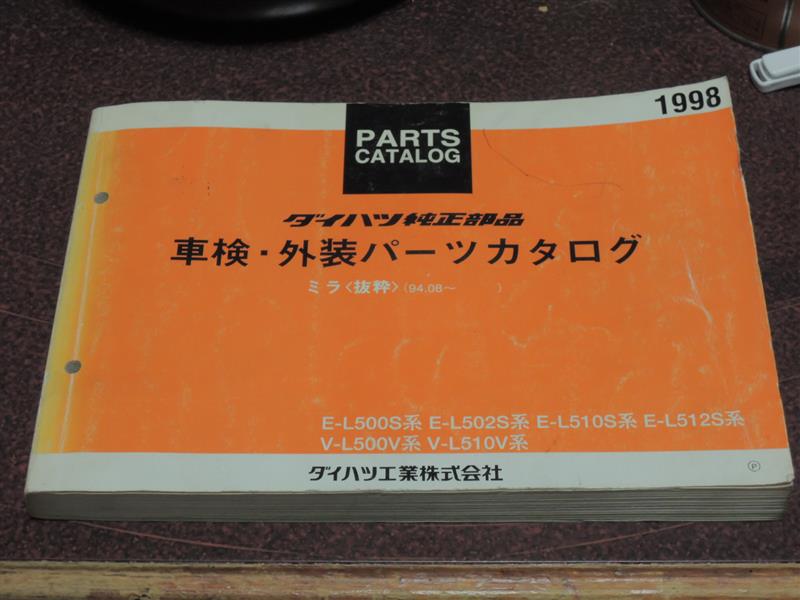 1998
PARTS
CATALOG
ダイハツ純正部品
車検・外装パーツカタログ
ミラ〈抜粋〉(94.08～　　　)
E-L500S系 E-L502S系 E-L510S系 E-L512S系
V-L500V系 V-L510V系
ダイハツ工業株式会社
Ⓟ